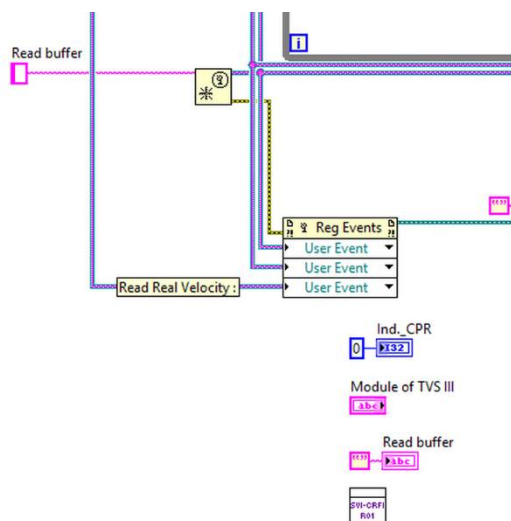 i
Read buffer
Reg Events
User Event
User Event
Read Real Velocity :
User Event
Ind._CPR
0
I32
Module of TVS III
abc
Read buffer
abc
SVI-CRFI
R01